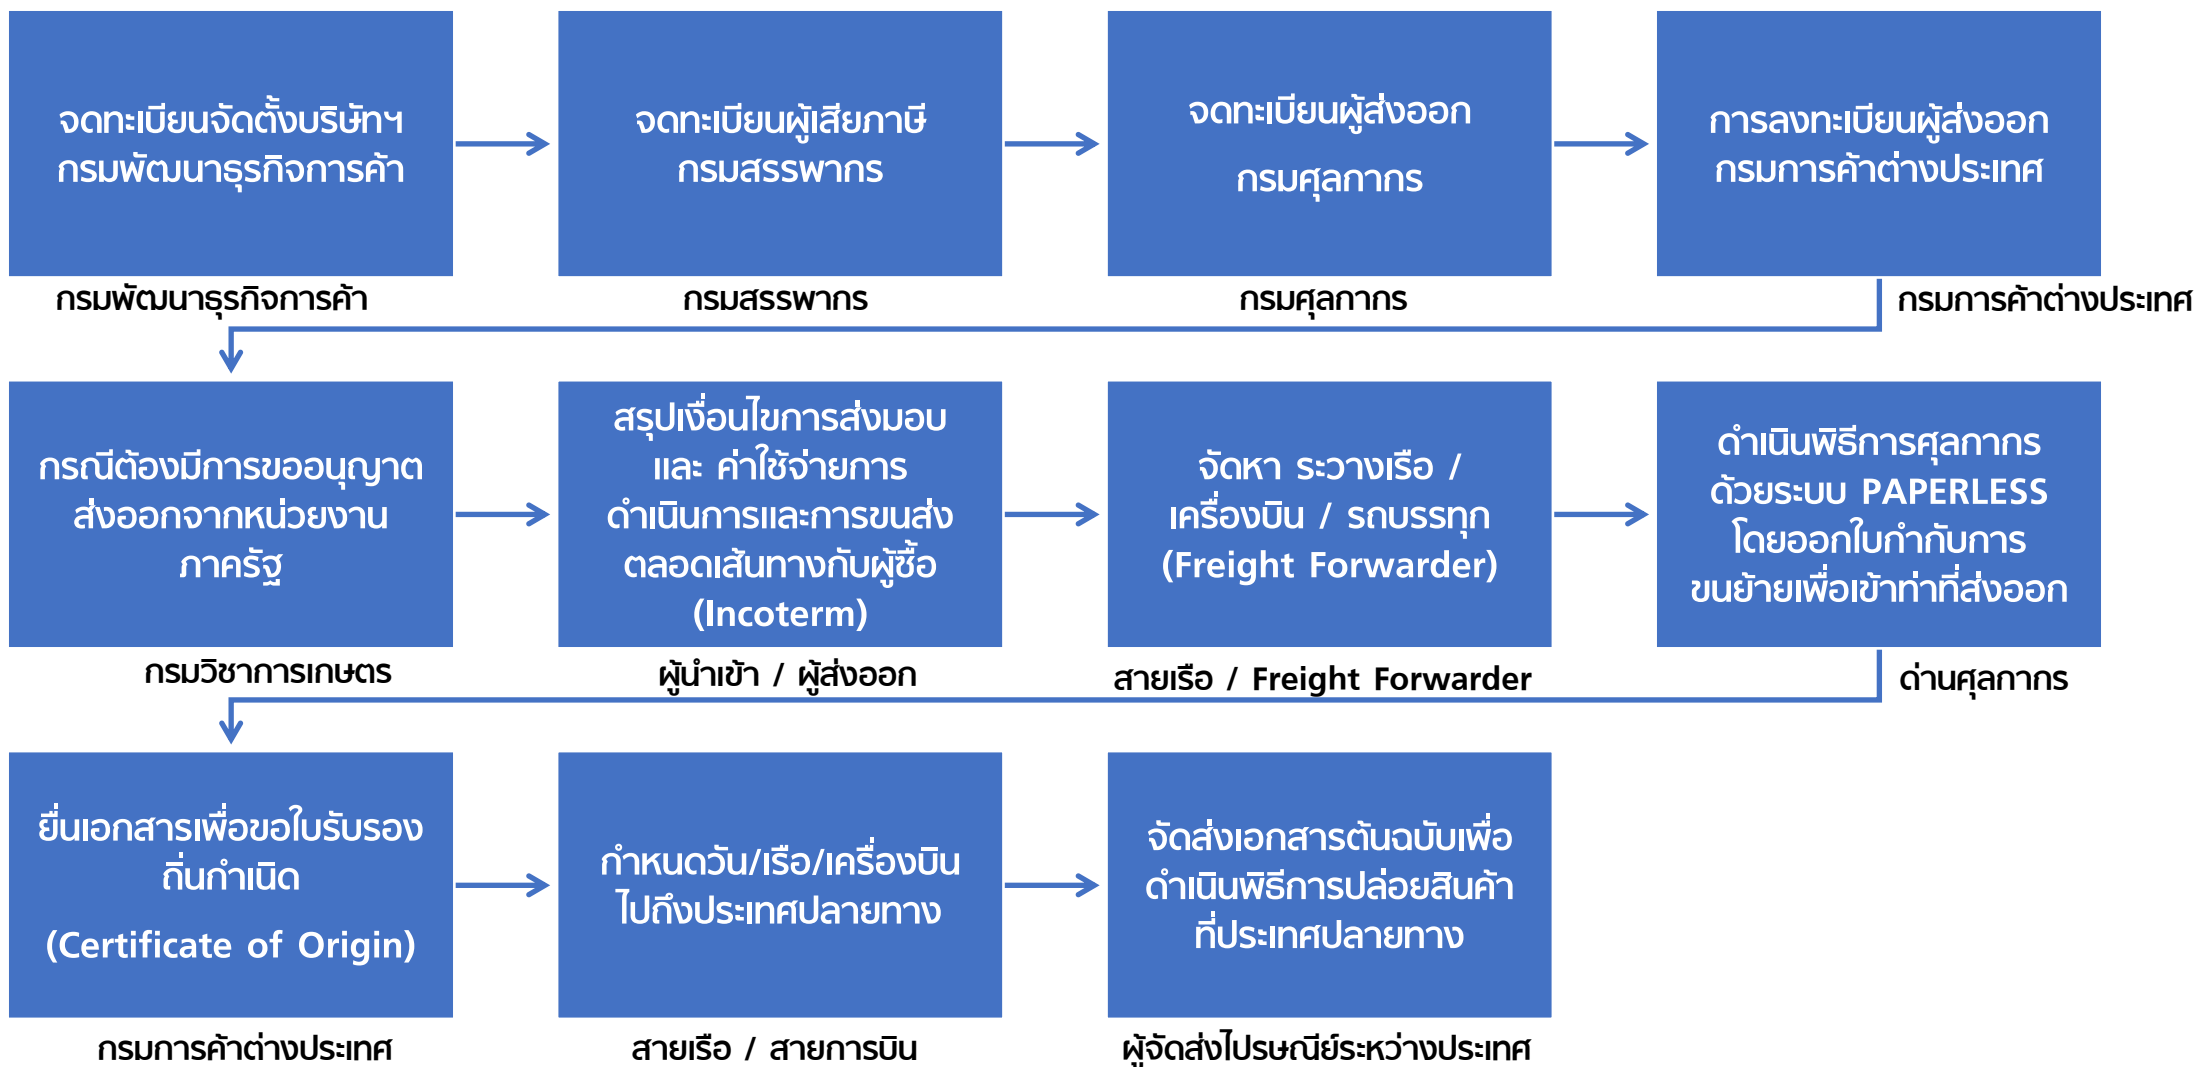 จดทะเบียนจัดตั้งบริษัทฯ
กรมพัฒนาธุรกิจการค้า
กรมพัฒนาธุรกิจการค้า
จดทะเบียนผู้เสียภาษี
กรมสรรพากร
กรมสรรพากร
จดทะเบียนผู้ส่งออก
กรมศุลกากร
กรมศุลกากร
การลงทะเบียนผู้ส่งออก
กรมการค้าต่างประเทศ
กรมการค้าต่างประเทศ
กรณีต้องมีการขออนุญาต
ส่งออกจากหน่วยงาน
ภาครัฐ
กรมวิชาการเกษตร
สรุปเงื่อนไขการส่งมอบ
และ ค่าใช้จ่ายการ
ดำเนินการและการขนส่ง
ตลอดเส้นทางกับผู้ซื้อ
(Incoterm)
ผู้นำเข้า / ผู้ส่งออก
จัดหา ระวางเรือ /
เครื่องบิน / รถบรรทุก
(Freight Forwarder)
สายเรือ / Freight Forwarder
ดำเนินพิธีการศุลกากร
ด้วยระบบ PAPERLESS
โดยออกใบกำกับการ
ขนย้ายเพื่อเข้าท่าที่ส่งออก
ด่านศุลกากร
ยื่นเอกสารเพื่อขอใบรับรอง
ถิ่นกำเนิด
(Certificate of Origin)
กรมการค้าต่างประเทศ
กำหนดวัน/เรือ/เครื่องบิน
ไปถึงประเทศปลายทาง
สายเรือ / สายการบิน
จัดส่งเอกสารต้นฉบับเพื่อ
ดำเนินพิธีการปล่อยสินค้า
ที่ประเทศปลายทาง
ผู้จัดส่งไปรษณีย์ระหว่างประเทศ